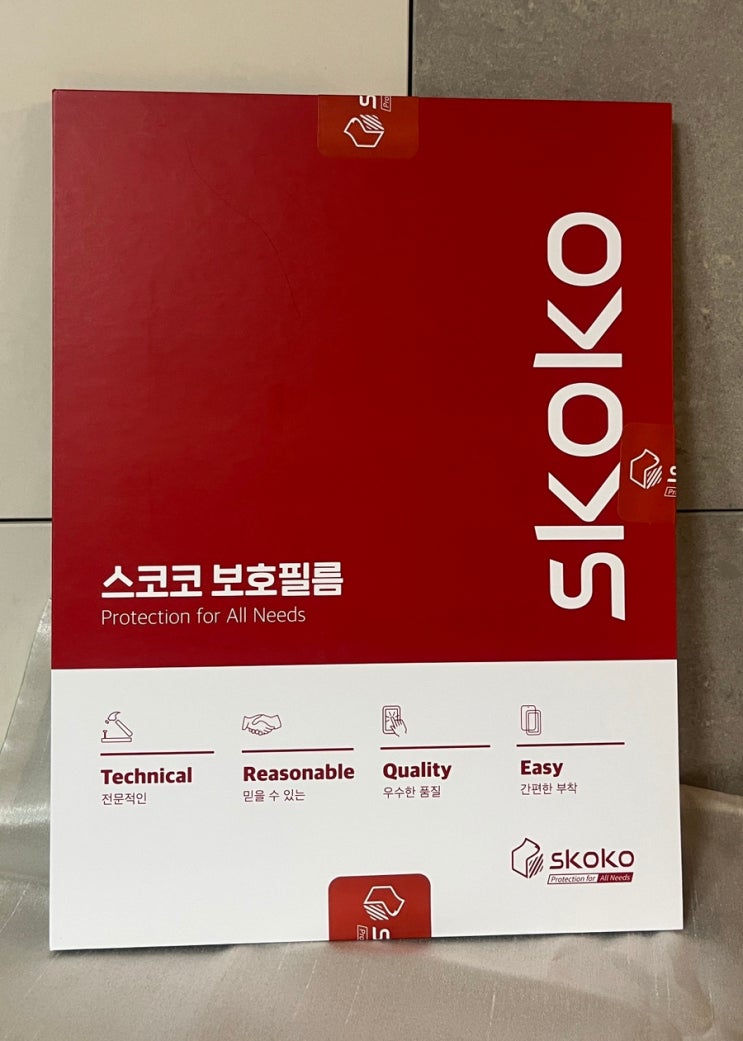 skoko
스코코 보호필름
Protection for All Needs
Technical
전문적인
Reasonable
믿을 수 있는
Quality
우수한 품질
Easy
간편한 부착
skoko
Protection for All Needs